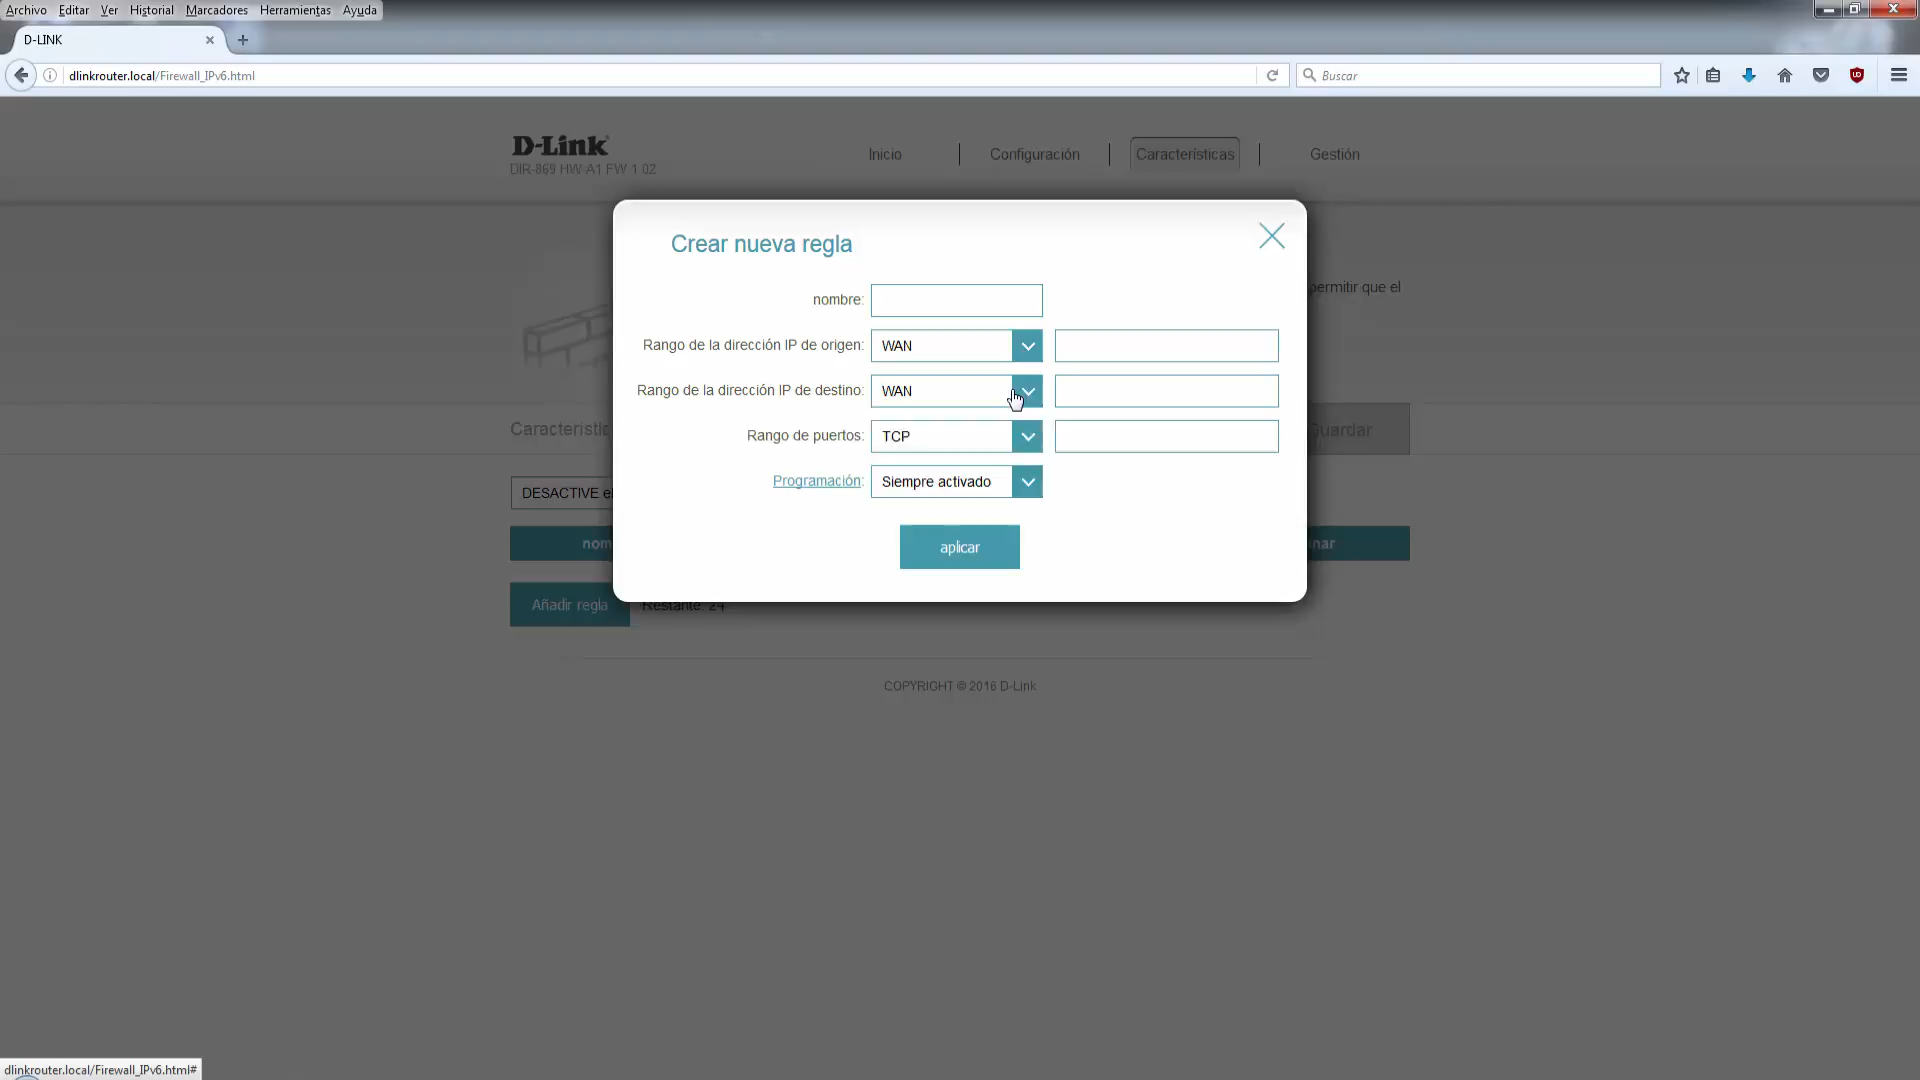 Archivo Editar Ver Historial Marcadores Herramientas Ayuda
D-LINK
dlinkrouter.local/Firewall_IPv6.html
Buscar
D-Link
DIR-869 HW A1 FW 1 02
Inicio
Configuración
Características
Gestión
Crear nueva regla
permitir que el
nombre:
Rango de la dirección IP de origen: WAN
Rango de la dirección IP de destino: WAN
Característic
Guardar
Rango de puertos: TCP
Programación: Siempre activado
DESACTIVE e
nom
aplicar
nar
Añadir regla
Restante: 24
COPYRIGHT © 2016 D-Link
dlinkrouter.local/Firewall_IPv6.html#